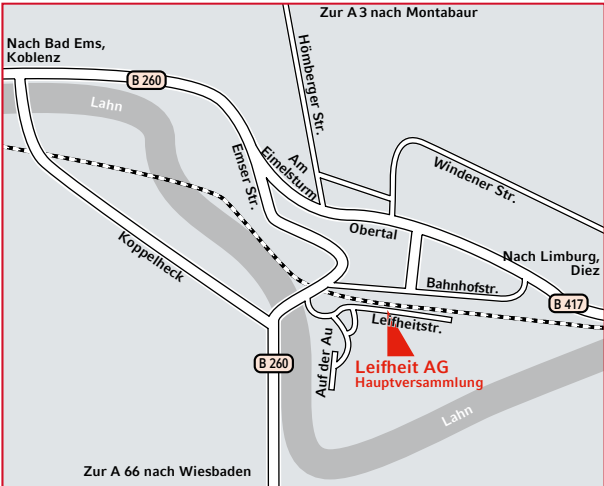 Zur A 3 nach Montabaur
Nach Bad Ems,
Koblenz
B 260
Lahn
Hömberger Str.
Emser Str.
Am
Eimelsturm
Windener Str.
Obertal
Koppelheck
Nach Limburg,
Diez
Bahnhofstr.
B 417
Leifheitstr.
Auf der Au
B 260
Leifheit AG
Hauptversammlung
Lahn
Zur A 66 nach Wiesbaden